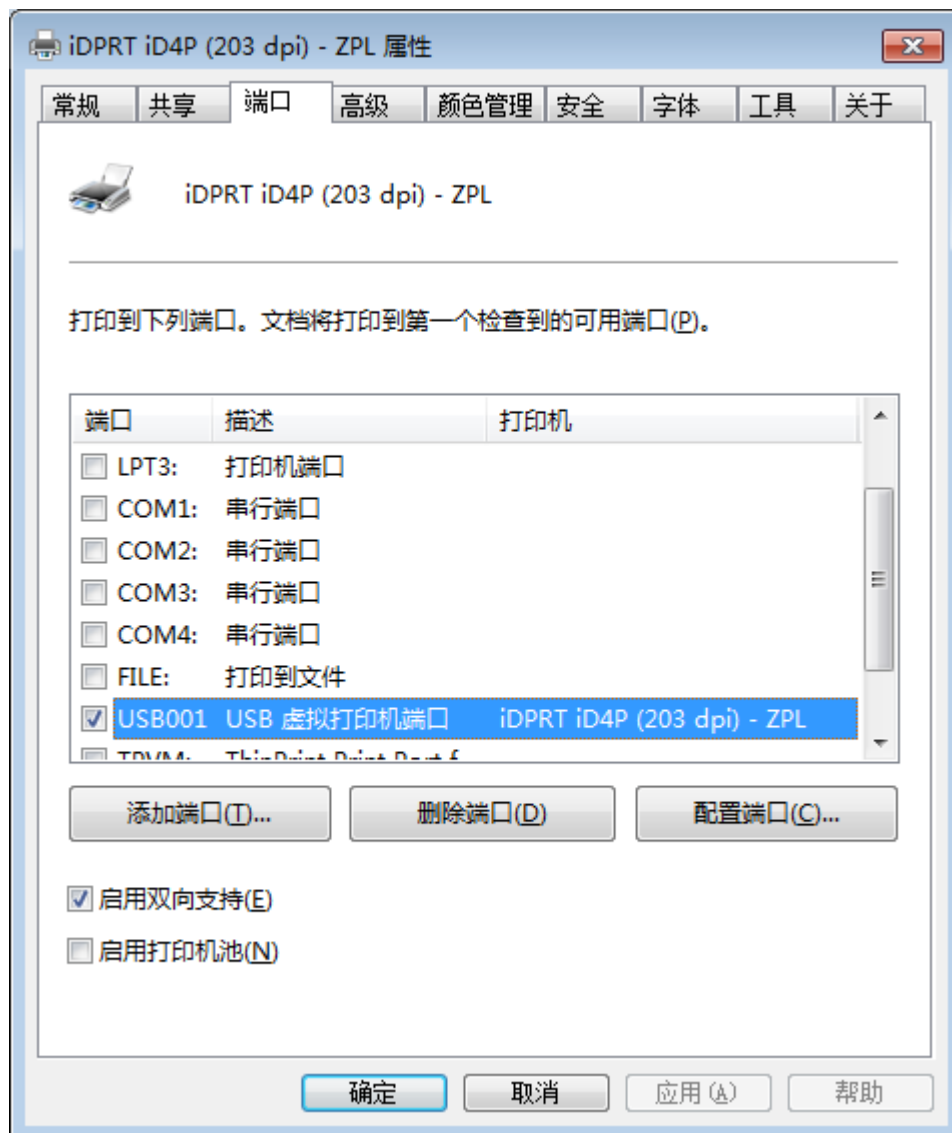 iDPRT iD4P (203 dpi) - ZPL 属性
常规 共享 端口 高级 颜色管理 安全 字体 工具 关于
iDPRT iD4P (203 dpi) - ZPL
打印到下列端口。文档将打印到第一个检查到的可用端口(P)。
端口 描述 打印机
LPT3: 打印机端口
COM1: 串行端口
COM2: 串行端口
COM3: 串行端口
COM4: 串行端口
FILE: 打印到文件
USB001 USB 虚拟打印机端口 iDPRT iD4P (203 dpi) - ZPL
TPVM: ThinPrint Print Port f
添加端口(T)... 删除端口(D) 配置端口(C)...
启用双向支持(E)
启用打印机池(N)
确定 取消 应用(A) 帮助